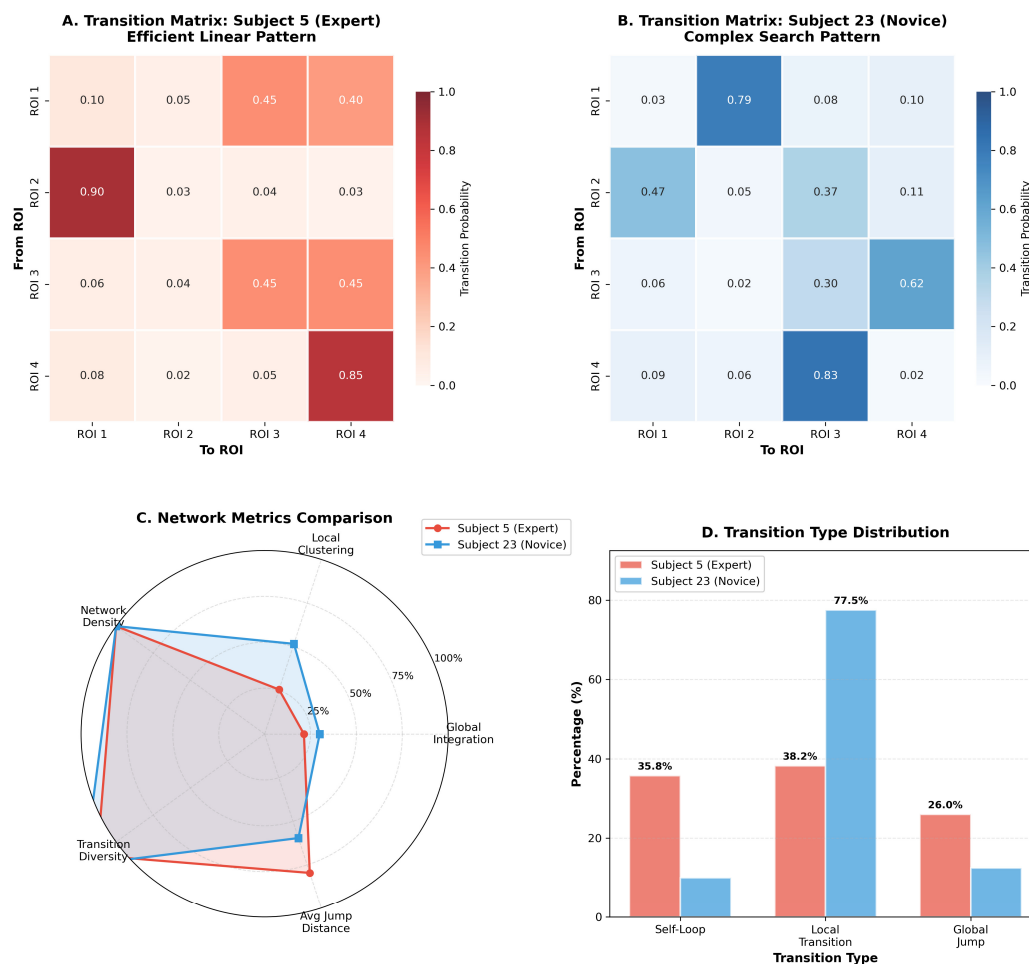 A. Transition Matrix: Subject 5 (Expert)
Efficient Linear Pattern
From ROI
ROI 1
ROI 2
ROI 3
ROI 4
0.10 0.05 0.45 0.40
0.90 0.03 0.04 0.03
0.06 0.04 0.45 0.45
0.08 0.02 0.05 0.85
ROI 1 ROI 2 ROI 3 ROI 4
To ROI
1.0
0.8
0.6
0.4
0.2
0.0
Transition Probability
B. Transition Matrix: Subject 23 (Novice)
Complex Search Pattern
From ROI
ROI 1
ROI 2
ROI 3
ROI 4
0.03 0.79 0.08 0.10
0.47 0.05 0.37 0.11
0.06 0.02 0.30 0.62
0.09 0.06 0.83 0.02
ROI 1 ROI 2 ROI 3 ROI 4
To ROI
1.0
0.8
0.6
0.4
0.2
0.0
Transition Probability
C. Network Metrics Comparison
Subject 5 (Expert)
Subject 23 (Novice)
Local
Clustering
Network
Density
100%
75%
50%
25%
Global
Integration
Transition
Diversity
Avg Jump
Distance
D. Transition Type Distribution
Subject 5 (Expert)
Subject 23 (Novice)
Percentage (%)
80
60
40
20
0
35.8%
38.2%
77.5%
26.0%
Self-Loop
Local
Transition
Global
Jump
Transition Type